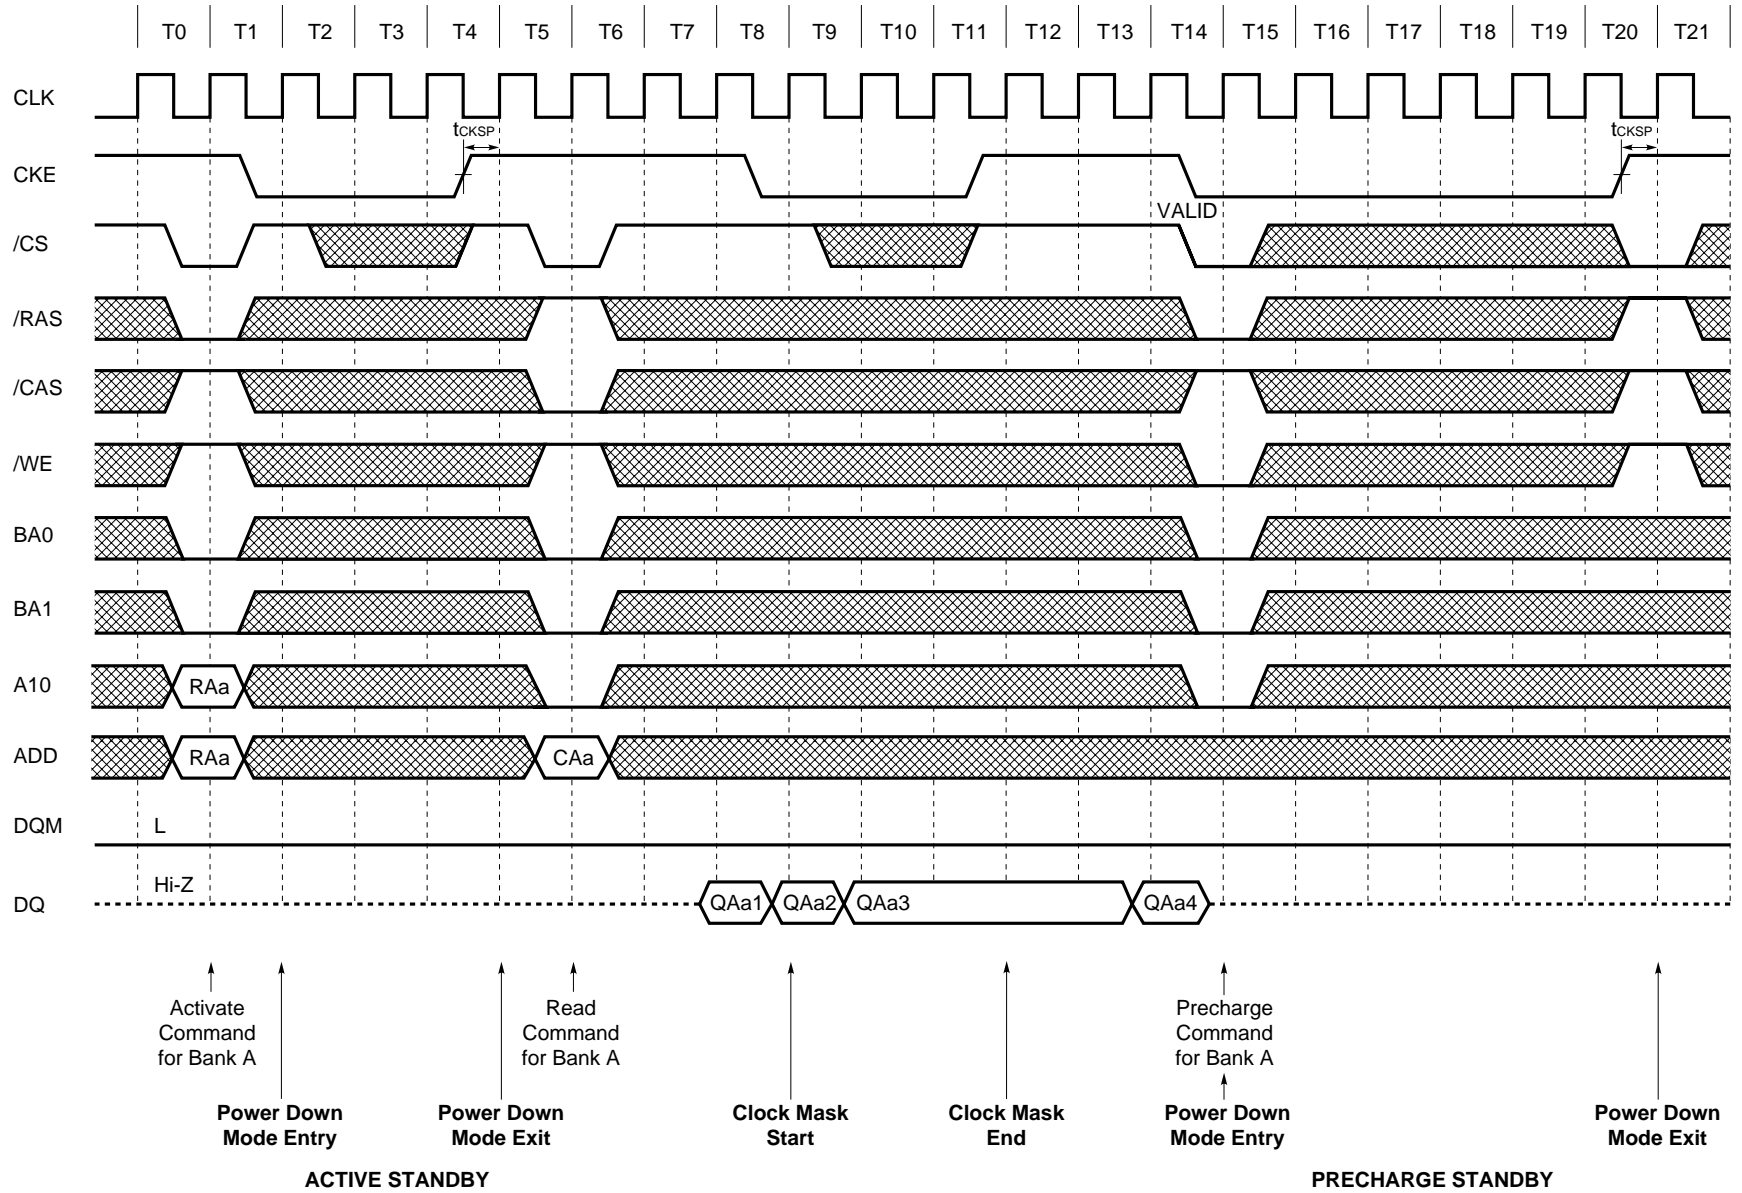 T0 T1 T2 T3 T4 T5 T6 T7 T8 T9 T10 T11 T12 T13 T14 T15 T16 T17 T18 T19 T20 T21
CLK
tCKSP tCKSP
CKE
VALID
/CS
/RAS
/CAS
/WE
BA0
BA1
A10 RAa
ADD RAa CAa
DQM L
Hi-Z
DQ QAa1 QAa2 QAa3 QAa4
Activate
Command
for Bank A
Read
Command
for Bank A
Precharge
Command
for Bank A
Power Down
Mode Entry
Power Down
Mode Exit
Clock Mask
Start
Clock Mask
End
Power Down
Mode Entry
Power Down
Mode Exit
ACTIVE STANDBY
PRECHARGE STANDBY